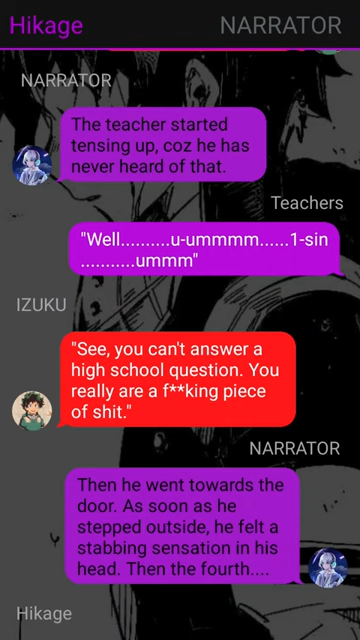 Hikage
NARRATOR
NARRATOR
The teacher started
tensing up, coz he has
never heard of that.
Teachers
"Well..........u-ummmm......1-sin
...........ummm"
IZUKU
"See, you can't answer a
high school question. You
really are a f**king piece
of shit."
NARRATOR
Then he went towards the
door. As soon as he
stepped outside, he felt a
stabbing sensation in his
head. Then the fourth....
Hikage